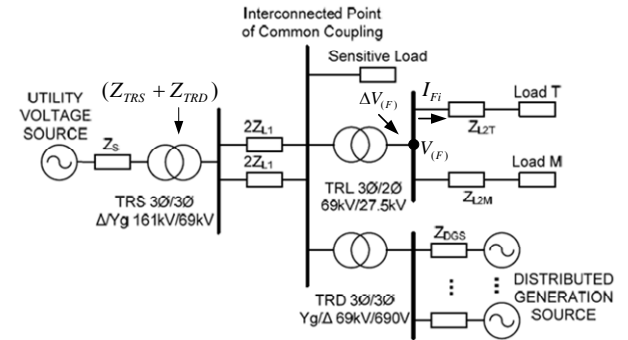 Interconnected Point
of Common Coupling
Sensitive Load
(Z_TRS + Z_TRD)
ΔV_(F)
I_Fi
Load T
UTILITY
VOLTAGE
SOURCE
Z_S
2Z_L1
2Z_L1
Z_L2T
V_(F)
Load M
TRS 3Ø/3Ø
Δ/Yg 161kV/69kV
TRL 3Ø/2Ø
69kV/27.5kV
Z_L2M
Z_DGS
TRD 3Ø/3Ø
Yg/Δ 69kV/690V
DISTRIBUTED
GENERATION
SOURCE